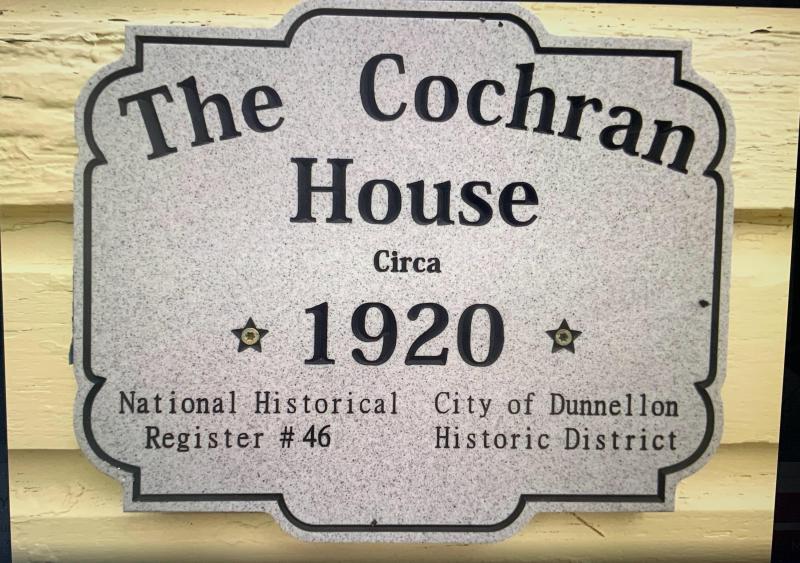 The Cochran
House
Circa
1920
National Historical City of Dunnellon
Register #46 Historic District